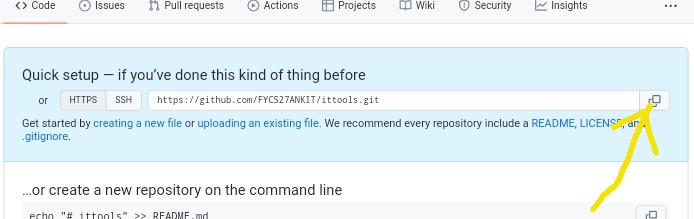 Code Issues Pull requests Actions Projects Wiki Security Insights ...
Quick setup — if you've done this kind of thing before
or HTTPS SSH https://github.com/FYCS27ANKIT/ittools.git
Get started by creating a new file or uploading an existing file. We recommend every repository include a README, LICENSE, and
.gitignore.
...or create a new repository on the command line
echo "# ittools" >> README.md